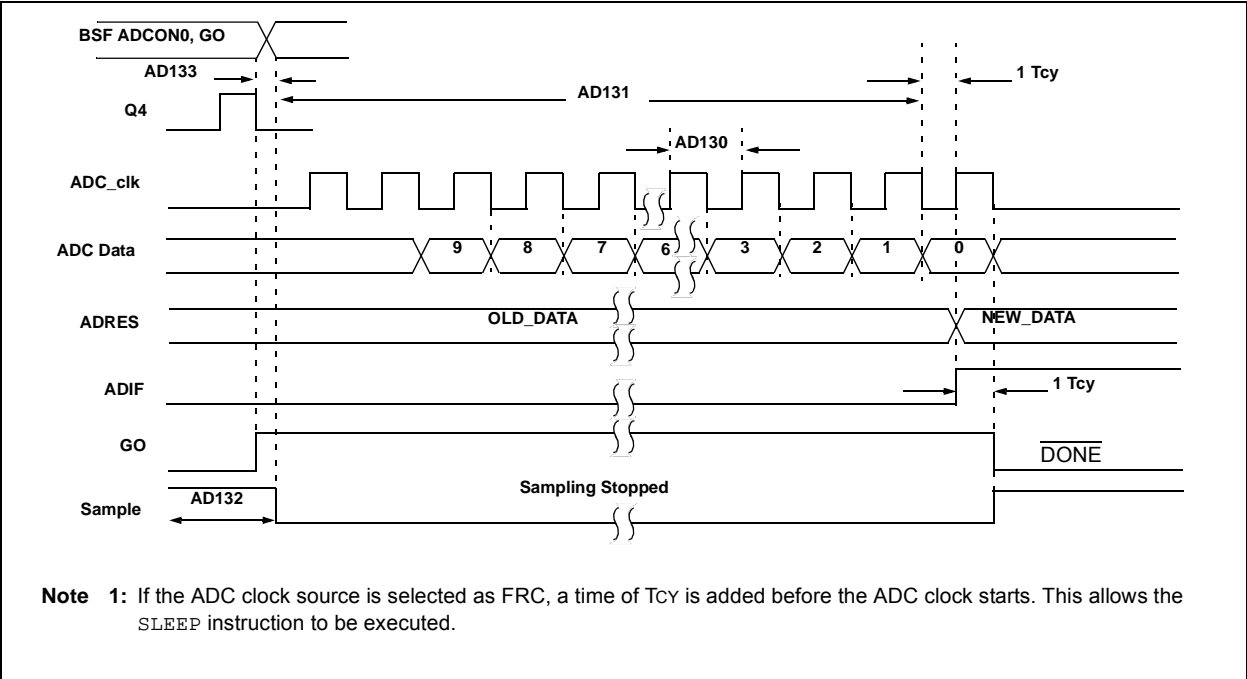 BSF ADCON0, GO
AD133
1 Tcy
AD131
Q4
AD130
ADC_clk
ADC Data
9 8 7 6 3 2 1 0
ADRES
OLD_DATA
NEW_DATA
ADIF
1 Tcy
GO
DONE
AD132
Sampling Stopped
Sample
Note 1: If the ADC clock source is selected as FRC, a time of TCY is added before the ADC clock starts. This allows the
SLEEP instruction to be executed.